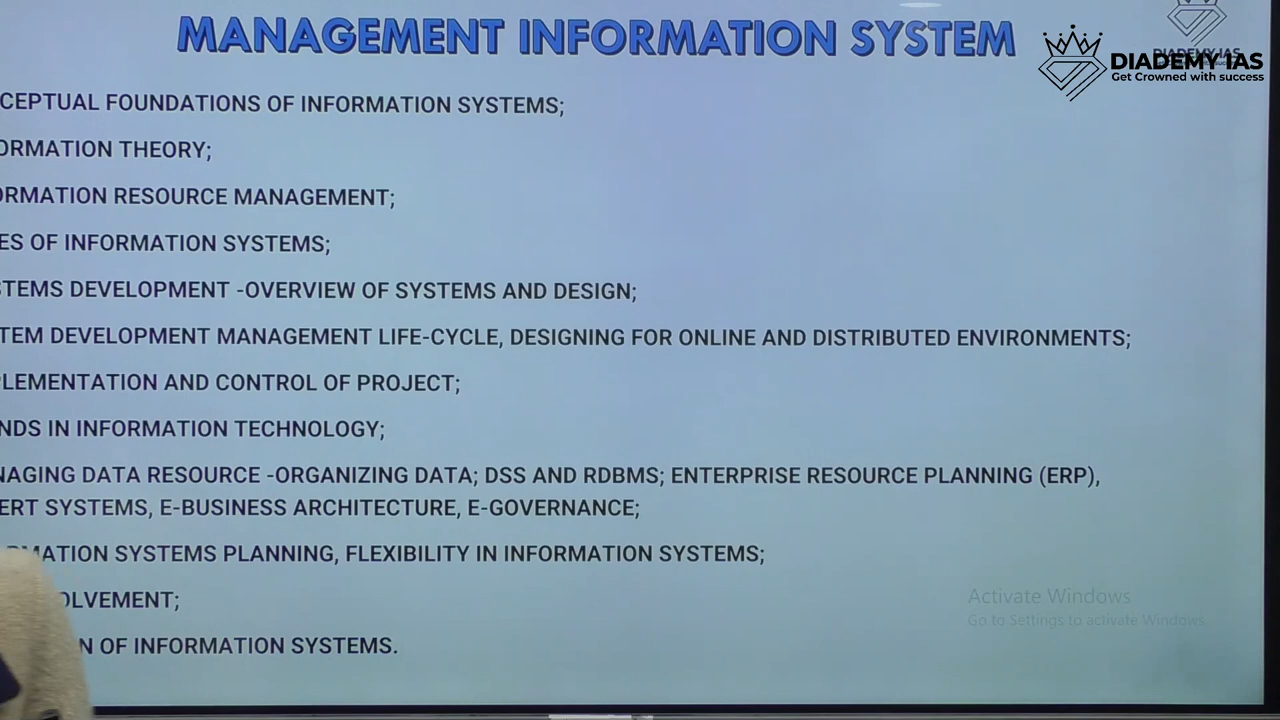 MANAGEMENT INFORMATION SYSTEM
DIADEMY IAS
DIADEMY IAS
Get Crowned with success
CEPTUAL FOUNDATIONS OF INFORMATION SYSTEMS;
ORMATION THEORY;
ORMATION RESOURCE MANAGEMENT;
ES OF INFORMATION SYSTEMS;
STEMS DEVELOPMENT -OVERVIEW OF SYSTEMS AND DESIGN;
TEM DEVELOPMENT MANAGEMENT LIFE-CYCLE, DESIGNING FOR ONLINE AND DISTRIBUTED ENVIRONMENTS;
PLEMENTATION AND CONTROL OF PROJECT;
NDS IN INFORMATION TECHNOLOGY;
NAGING DATA RESOURCE -ORGANIZING DATA; DSS AND RDBMS; ENTERPRISE RESOURCE PLANNING (ERP),
ERT SYSTEMS, E-BUSINESS ARCHITECTURE, E-GOVERNANCE;
RMATION SYSTEMS PLANNING, FLEXIBILITY IN INFORMATION SYSTEMS;
OLVEMENT;
N OF INFORMATION SYSTEMS.
Activate Windows
Go to Settings to activate Windows.